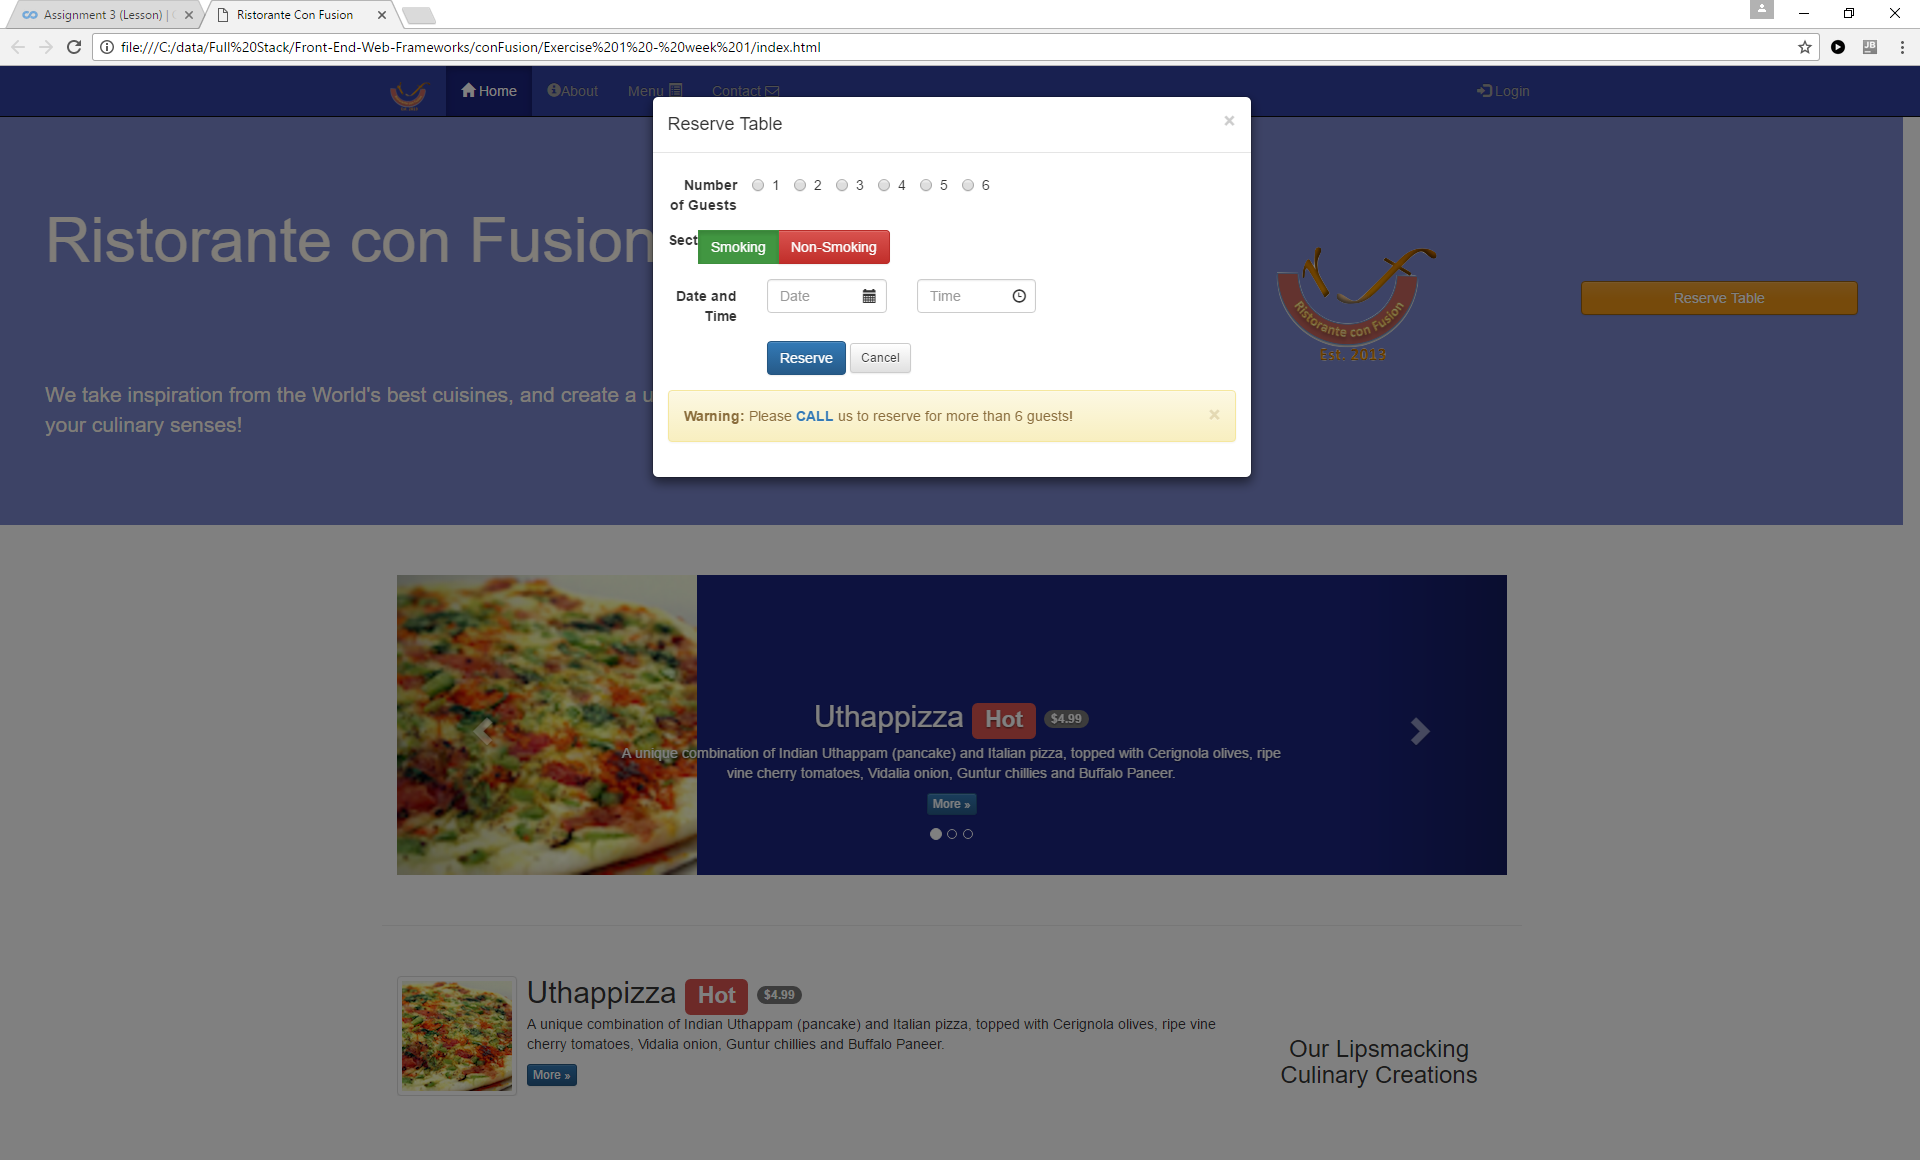 Assignment 3 (Lesson) |
Ristorante Con Fusion
file:///C:/data/Full%20Stack/Front-End-Web-Frameworks/conFusion/Exercise%201%20-%20week%201/index.html
JB
Home
About
Menu
Contact
Login
Reserve Table
×
Number of Guests
1 2 3 4 5 6
Sect
Smoking Non-Smoking
Date and Time
Date
Time
Reserve Cancel
Warning: Please CALL us to reserve for more than 6 guests!
×
Ristorante con Fusion
We take inspiration from the World's best cuisines, and create a u
your culinary senses!
Ristorante con Fusion
Est. 2013
Reserve Table
Uthappizza Hot $4.99
A unique combination of Indian Uthappam (pancake) and Italian pizza, topped with Cerignola olives, ripe
vine cherry tomatoes, Vidalia onion, Guntur chillies and Buffalo Paneer.
More »
Uthappizza Hot $4.99
A unique combination of Indian Uthappam (pancake) and Italian pizza, topped with Cerignola olives, ripe vine
cherry tomatoes, Vidalia onion, Guntur chillies and Buffalo Paneer.
More »
Our Lipsmacking
Culinary Creations